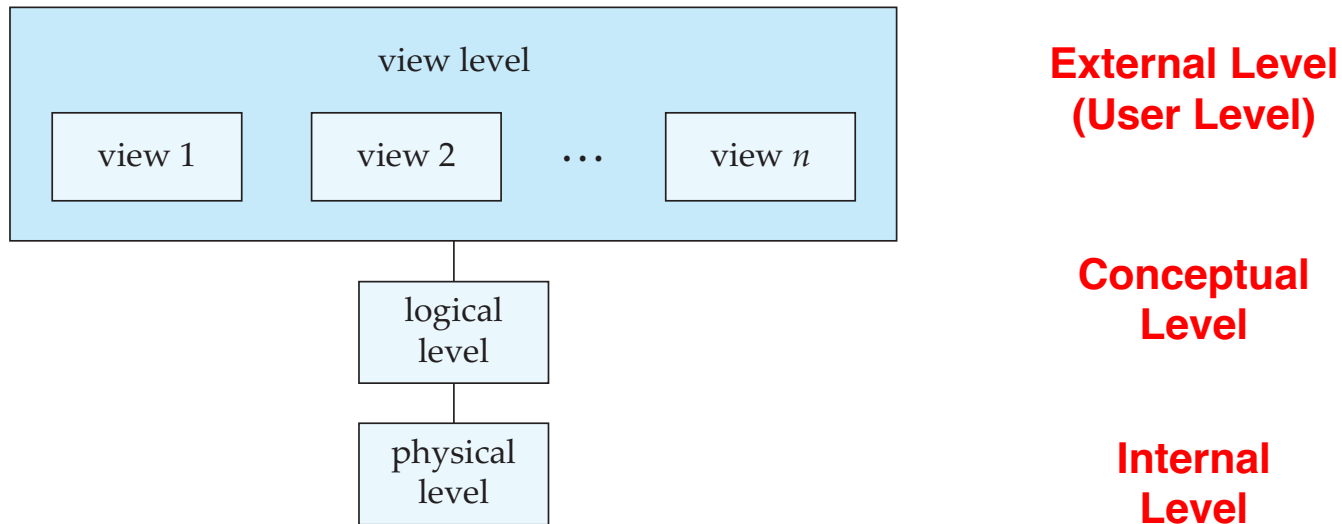 view level
view 1
view 2
...
view n
logical
level
physical
level
External Level
(User Level)
Conceptual
Level
Internal
Level